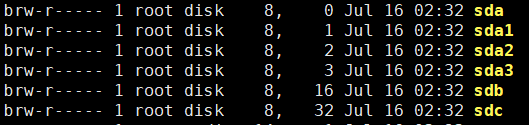 brw-r----- 1 root disk    8,    0 Jul 16 02:32 sda
brw-r----- 1 root disk    8,    1 Jul 16 02:32 sda1
brw-r----- 1 root disk    8,    2 Jul 16 02:32 sda2
brw-r----- 1 root disk    8,    3 Jul 16 02:32 sda3
brw-r----- 1 root disk    8,   16 Jul 16 02:32 sdb
brw-r----- 1 root disk    8,   32 Jul 16 02:32 sdc